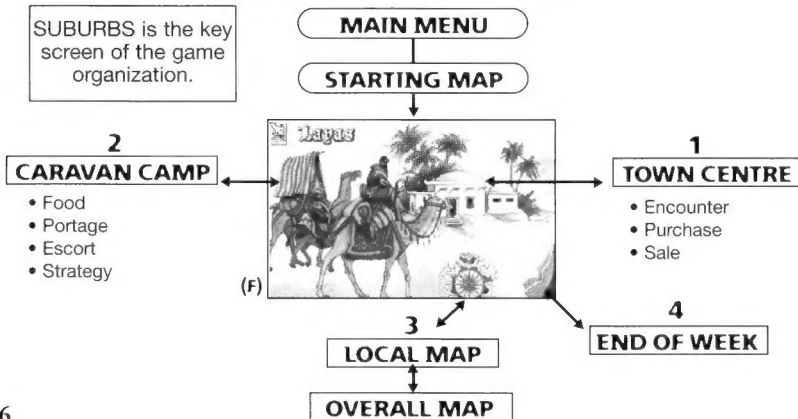 SUBURBS is the key
screen of the game
organization.
MAIN MENU
STARTING MAP
2
CARAVAN CAMP
• Food
• Portage
• Escort
• Strategy
Lagas
(F)
1
TOWN CENTRE
• Encounter
• Purchase
• Sale
3
LOCAL MAP
4
END OF WEEK
OVERALL MAP
6